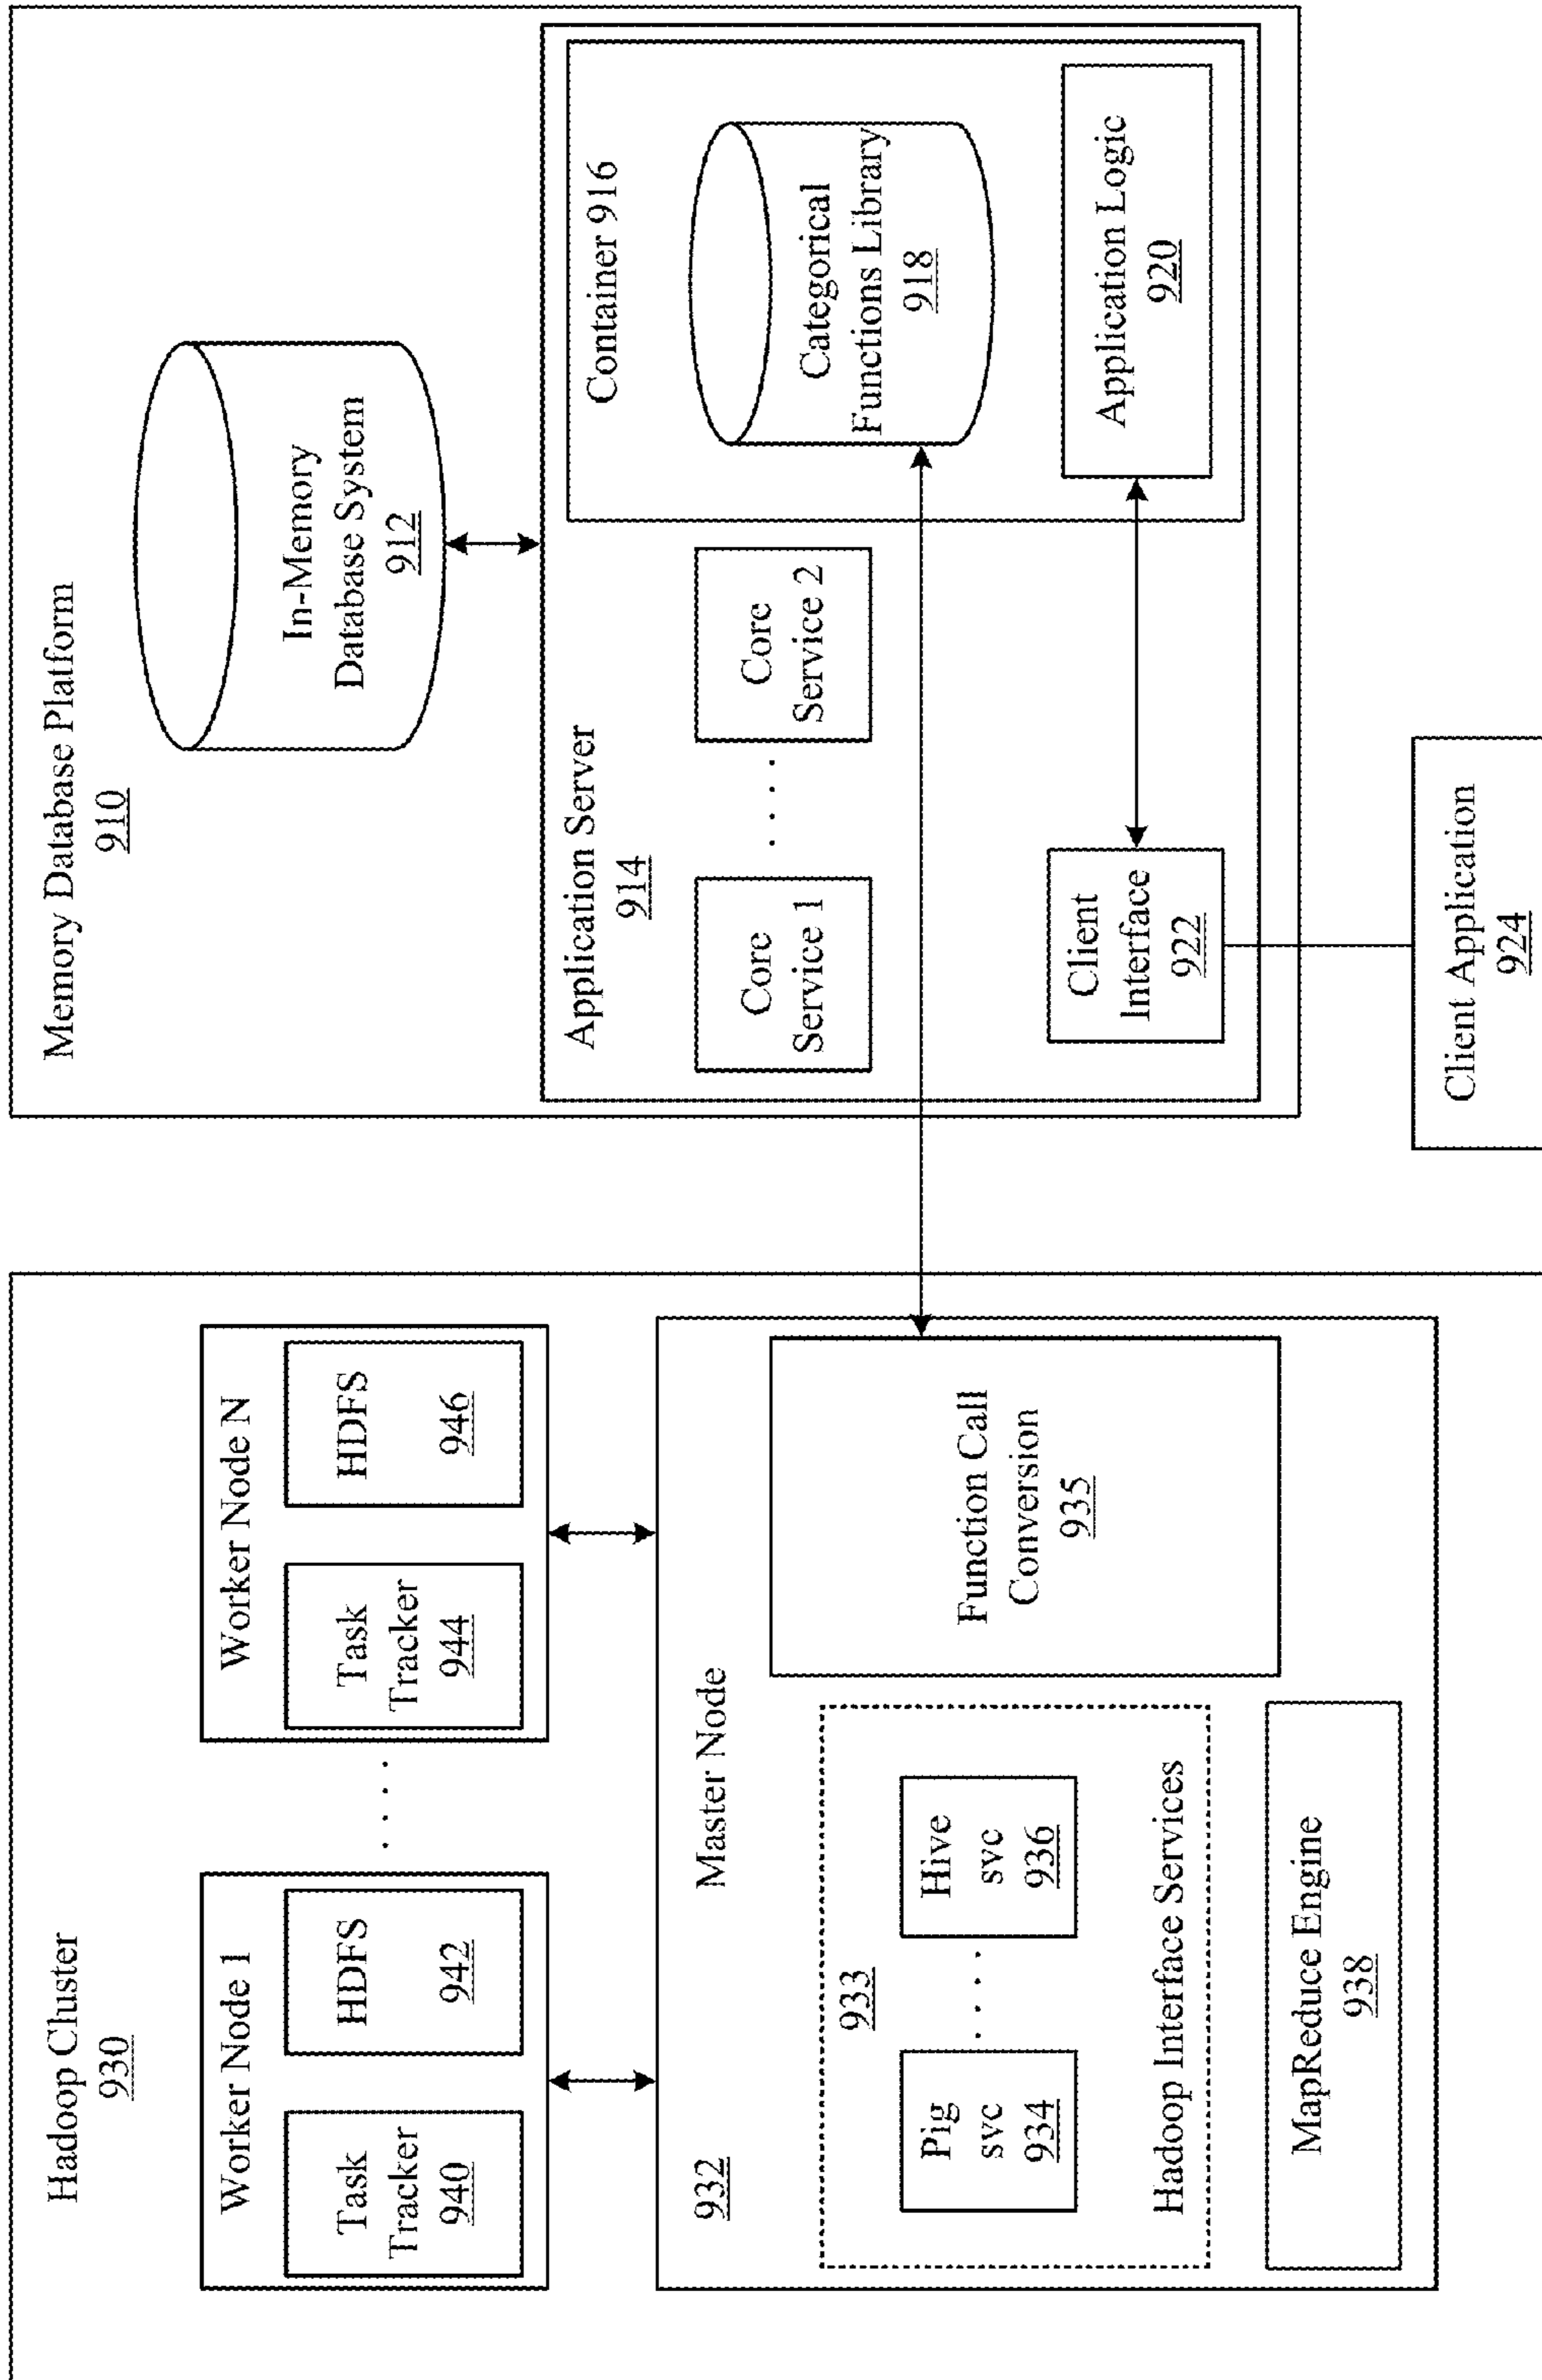 Hadoop Cluster
930
Worker Node 1
Task
Tracker
940
HDFS
942
. . . .
Worker Node N
Task
Tracker
944
HDFS
946
932
Master Node
933
Pig
svc
934
. . . .
Hive
svc
936
Hadoop Interface Services
Function Call
Conversion
935
MapReduce Engine
938
Memory Database Platform
910
In-Memory
Database System
912
Application Server
914
Core
Service 1
. . . .
Core
Service 2
Container 916
Categorical
Functions Library
918
Application Logic
920
Client
Interface
922
Client Application
924